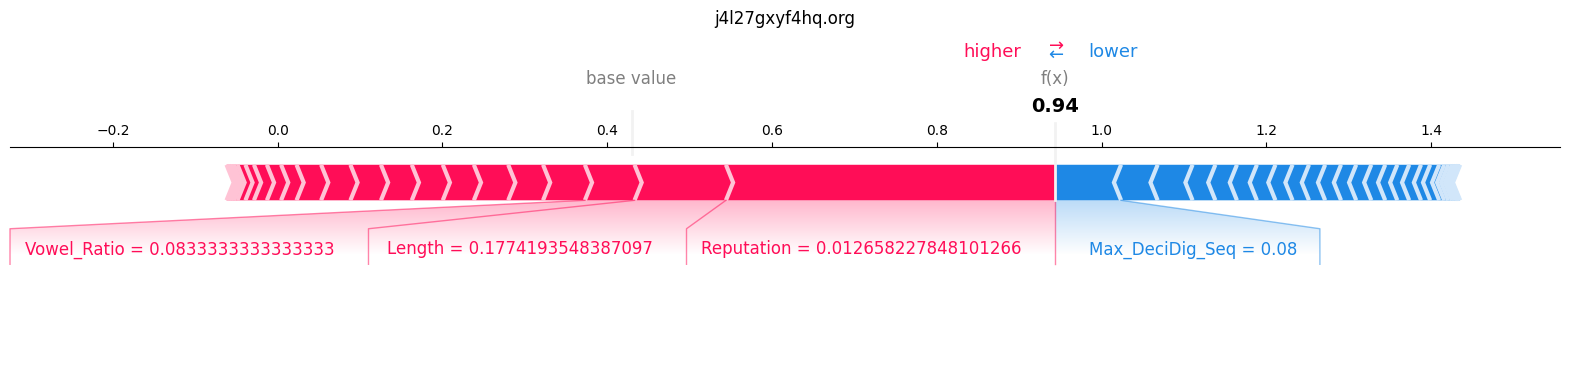 j4l27gxyf4hq.org
higher ⇄ lower
base value f(x)
0.94
−0.2 0.0 0.2 0.4 0.6 0.8 1.0 1.2 1.4
Vowel_Ratio = 0.0833333333333333 Length = 0.1774193548387097 Reputation = 0.012658227848101266 Max_DeciDig_Seq = 0.08